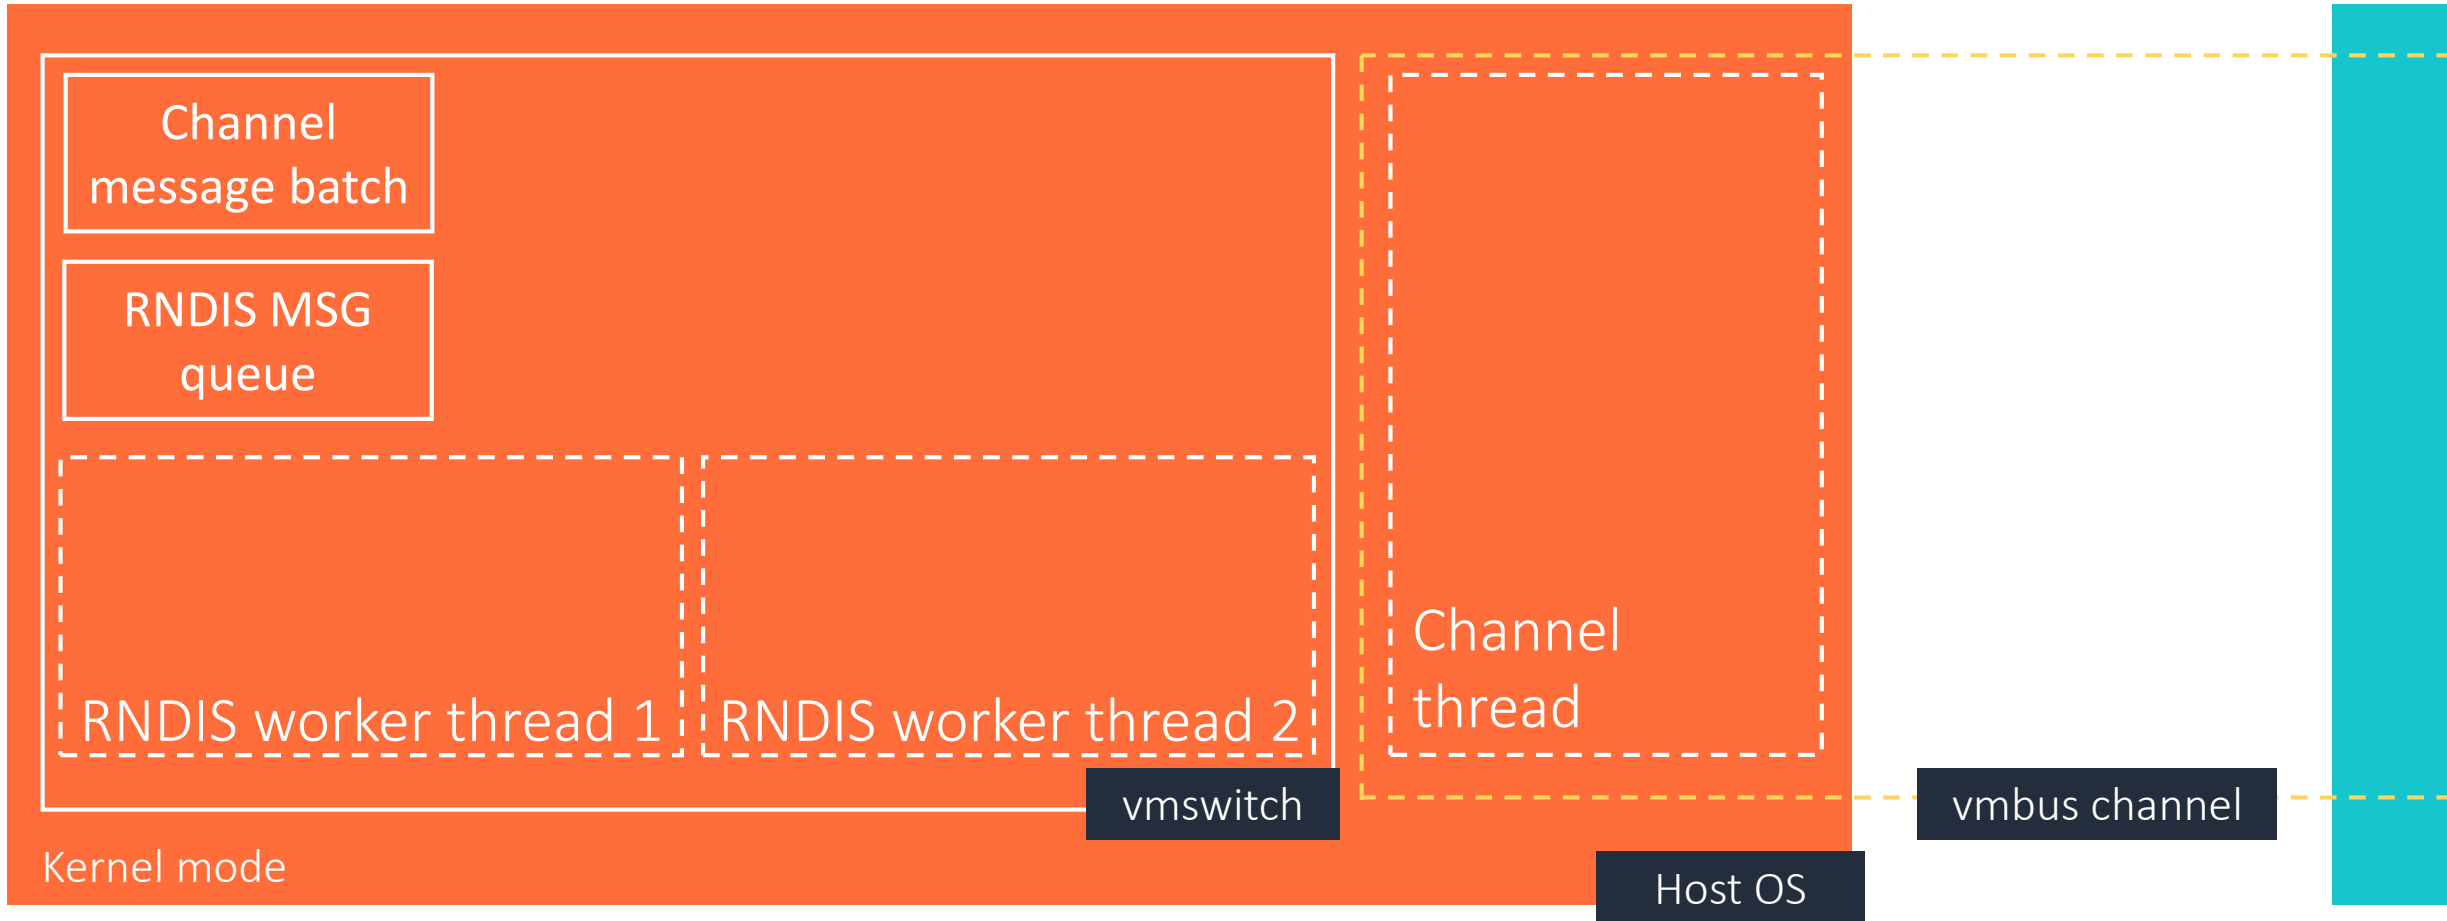 Channel
message batch
RNDIS MSG
queue
RNDIS worker thread 1
RNDIS worker thread 2
Channel
thread
vmswitch
vmbus channel
Kernel mode
Host OS